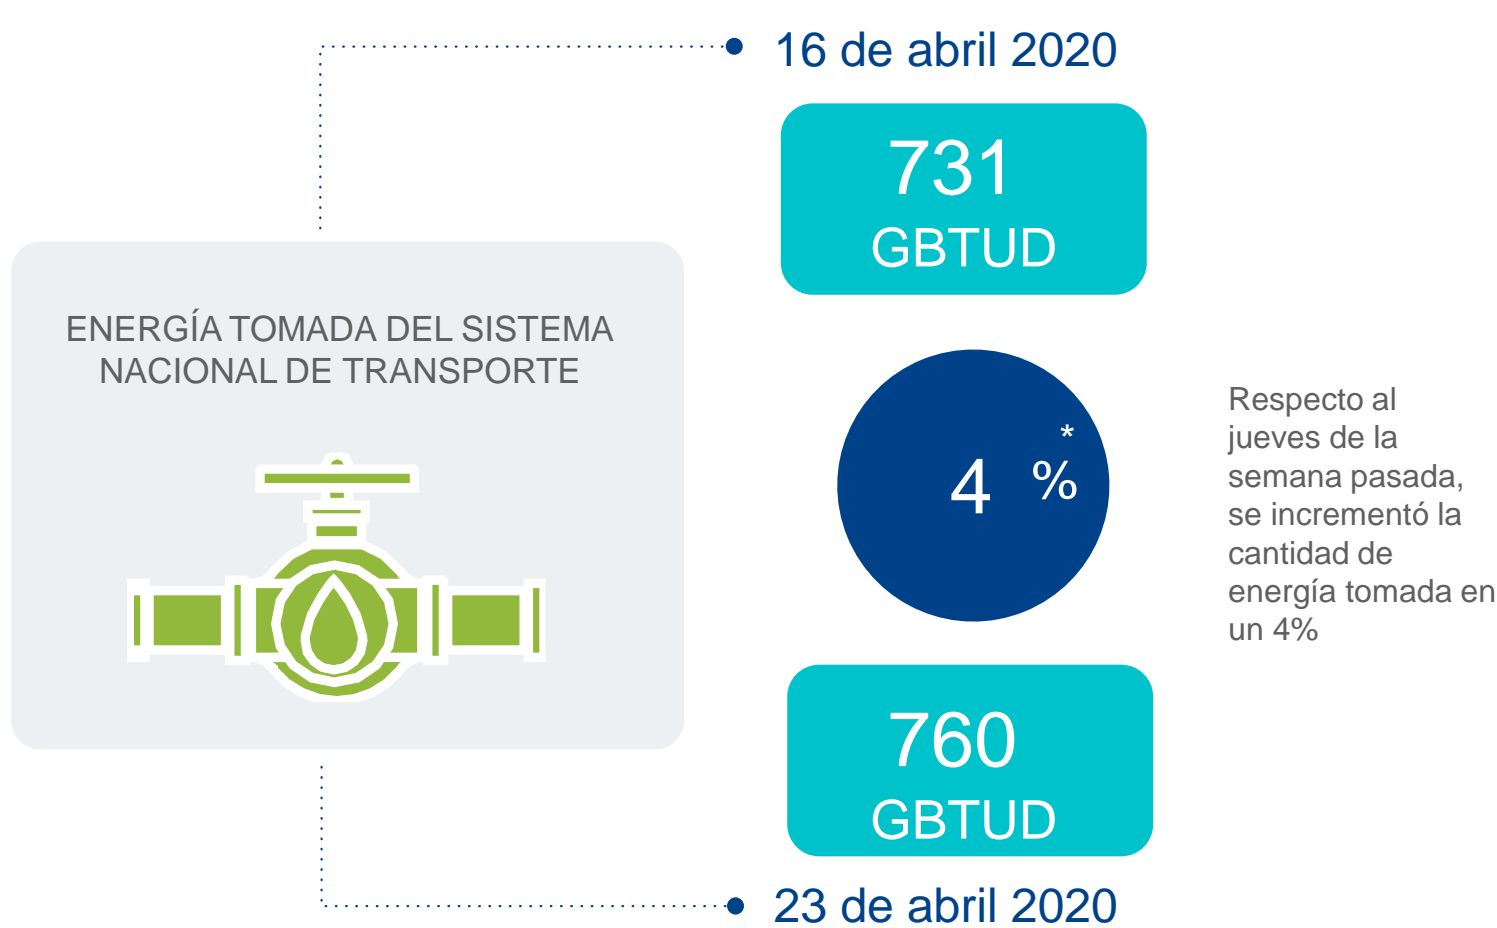 16 de abril 2020
731
GBTUD
ENERGÍA TOMADA DEL SISTEMA
NACIONAL DE TRANSPORTE
*
4 %
Respecto al
jueves de la
semana pasada,
se incrementó la
cantidad de
energía tomada en
un 4%
760
GBTUD
23 de abril 2020